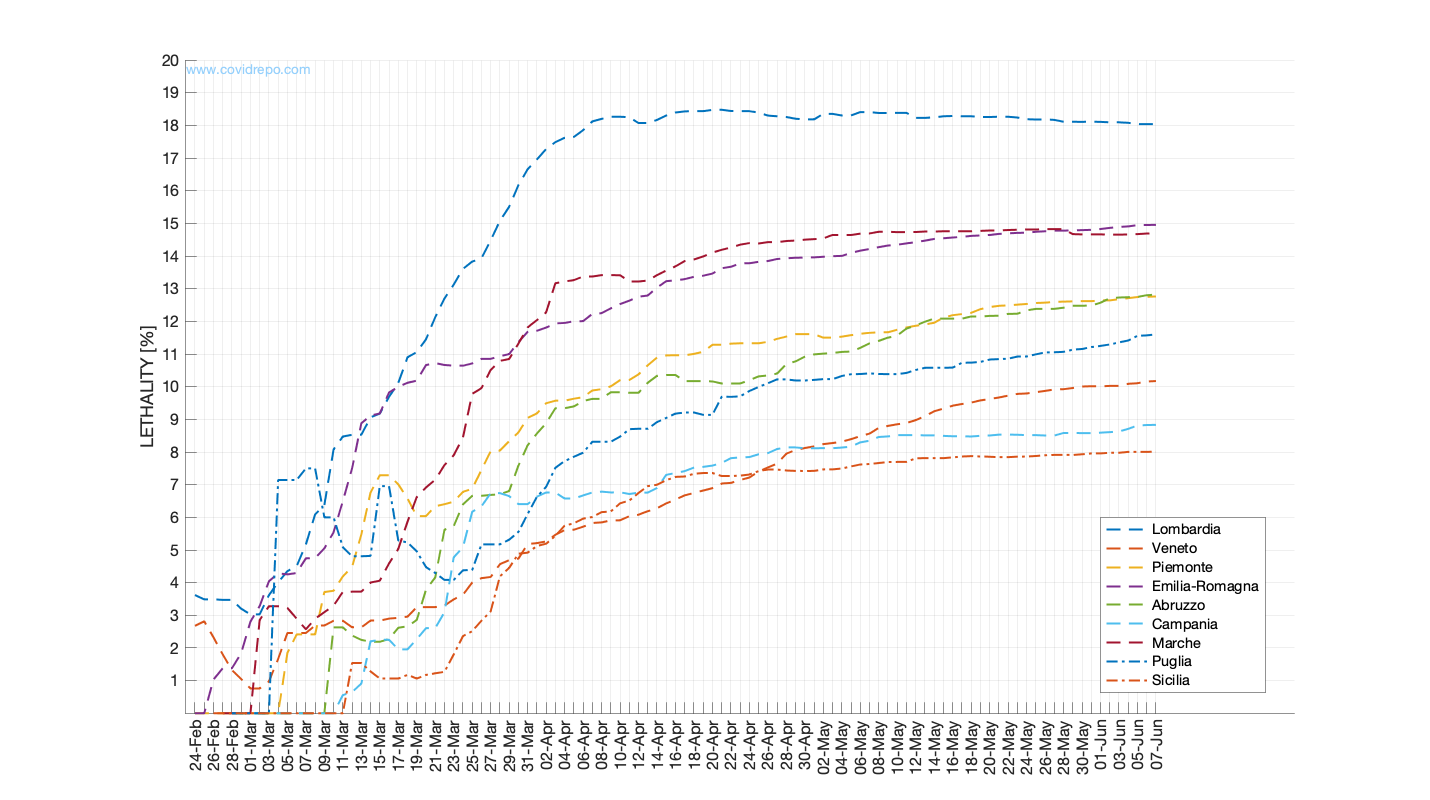 20
www.covidrepo.com
19
18
17
16
15
14
13
12
11
10
9
8
7
6
5
4
3
2
1
LETHALITY [%]
Lombardia
Veneto
Piemonte
Emilia-Romagna
Abruzzo
Campania
Marche
Puglia
Sicilia
24-Feb
26-Feb
28-Feb
01-Mar
03-Mar
05-Mar
07-Mar
09-Mar
11-Mar
13-Mar
15-Mar
17-Mar
19-Mar
21-Mar
23-Mar
25-Mar
27-Mar
29-Mar
31-Mar
02-Apr
04-Apr
06-Apr
08-Apr
10-Apr
12-Apr
14-Apr
16-Apr
18-Apr
20-Apr
22-Apr
24-Apr
26-Apr
28-Apr
30-Apr
02-May
04-May
06-May
08-May
10-May
12-May
14-May
16-May
18-May
20-May
22-May
24-May
26-May
28-May
30-May
01-Jun
03-Jun
05-Jun
07-Jun